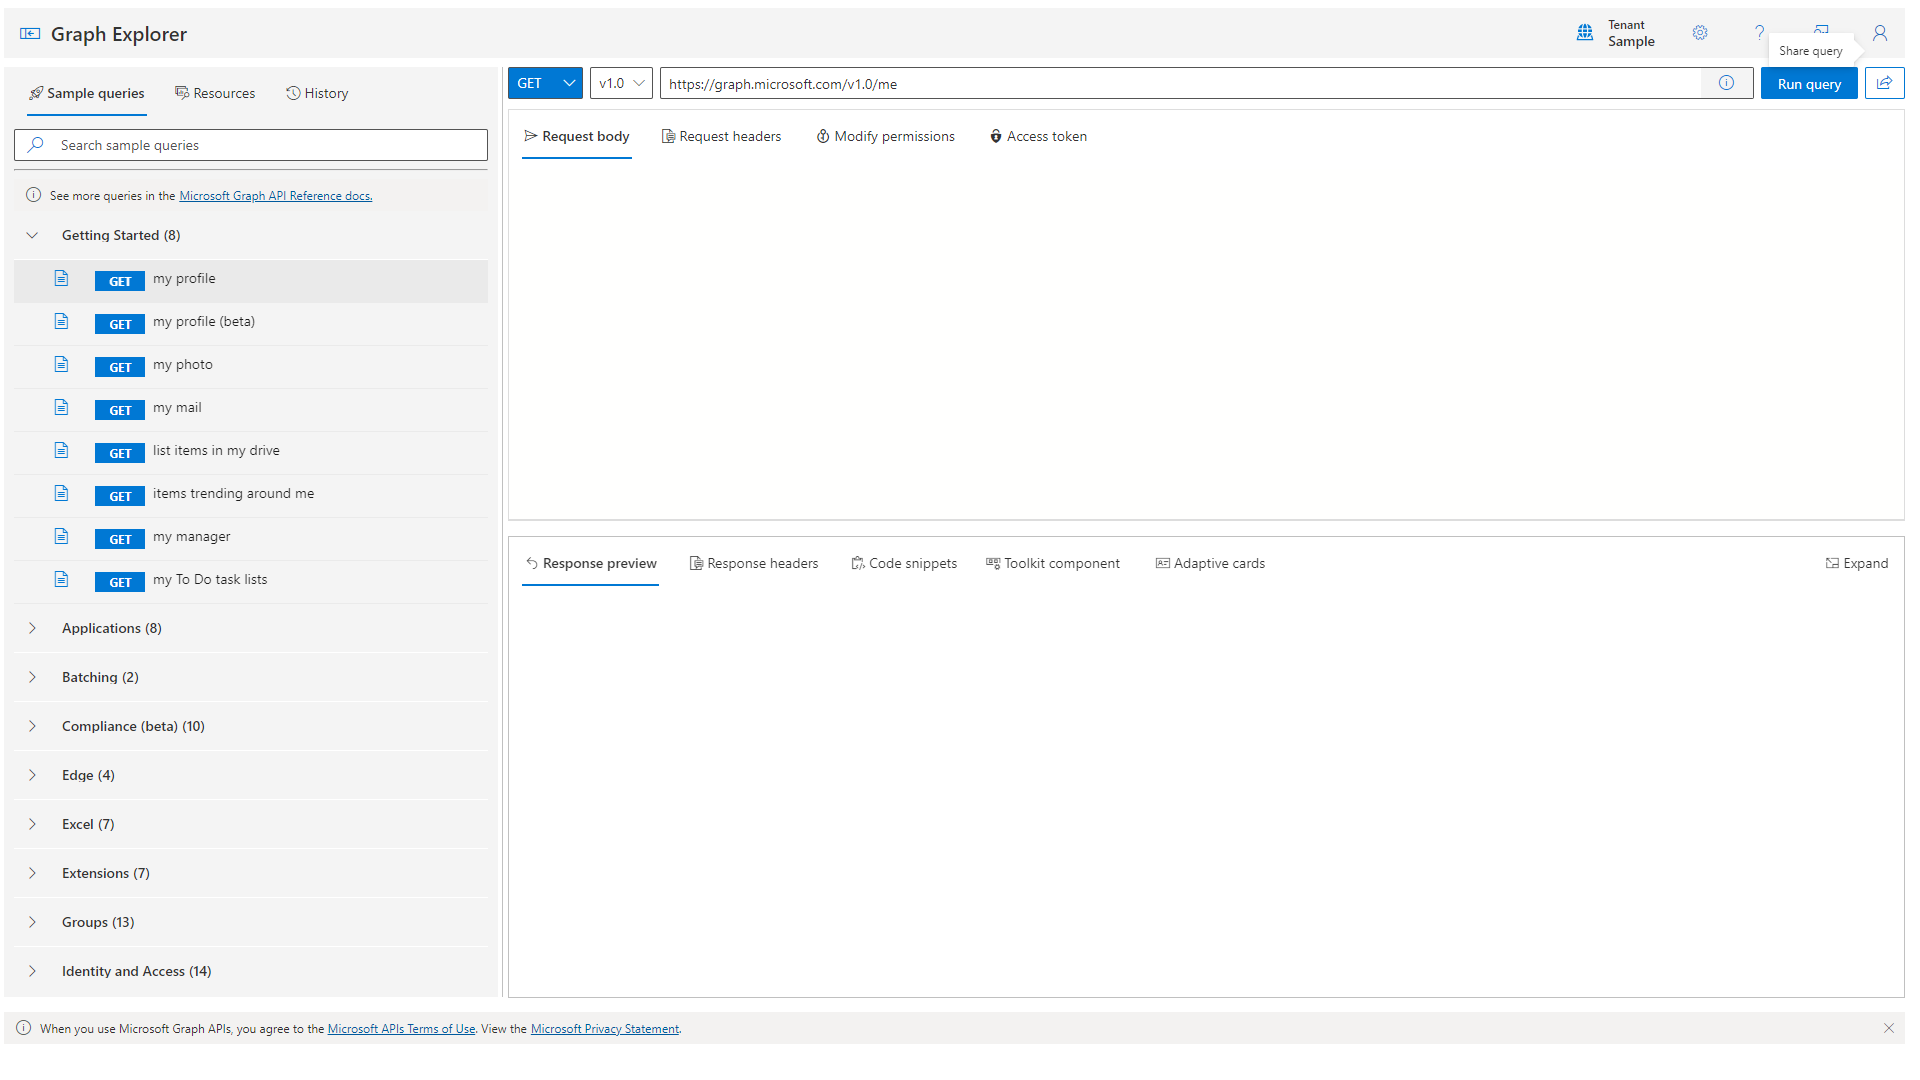 Graph Explorer
Tenant
Sample
?
Share query
Sample queries
Resources
History
Search sample queries
See more queries in the Microsoft Graph API Reference docs.
Getting Started (8)
GET my profile
GET my profile (beta)
GET my photo
GET my mail
GET list items in my drive
GET items trending around me
GET my manager
GET my To Do task lists
Applications (8)
Batching (2)
Compliance (beta) (10)
Edge (4)
Excel (7)
Extensions (7)
Groups (13)
Identity and Access (14)
GET
v1.0
https://graph.microsoft.com/v1.0/me
Run query
Request body
Request headers
Modify permissions
Access token
Response preview
Response headers
Code snippets
Toolkit component
Adaptive cards
Expand
When you use Microsoft Graph APIs, you agree to the Microsoft APIs Terms of Use. View the Microsoft Privacy Statement.